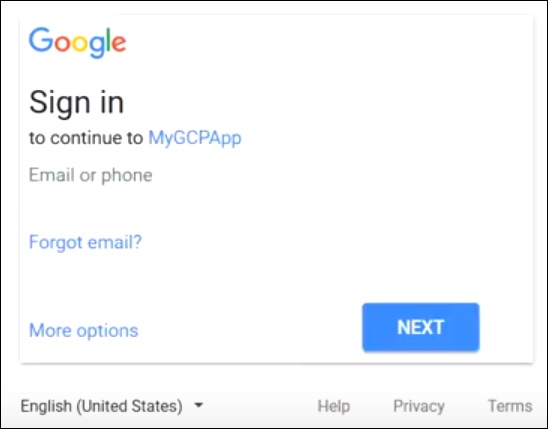 Google
Sign in
to continue to MyGCPApp
Email or phone
Forgot email?
More options
NEXT
English (United States)
Help
Privacy
Terms